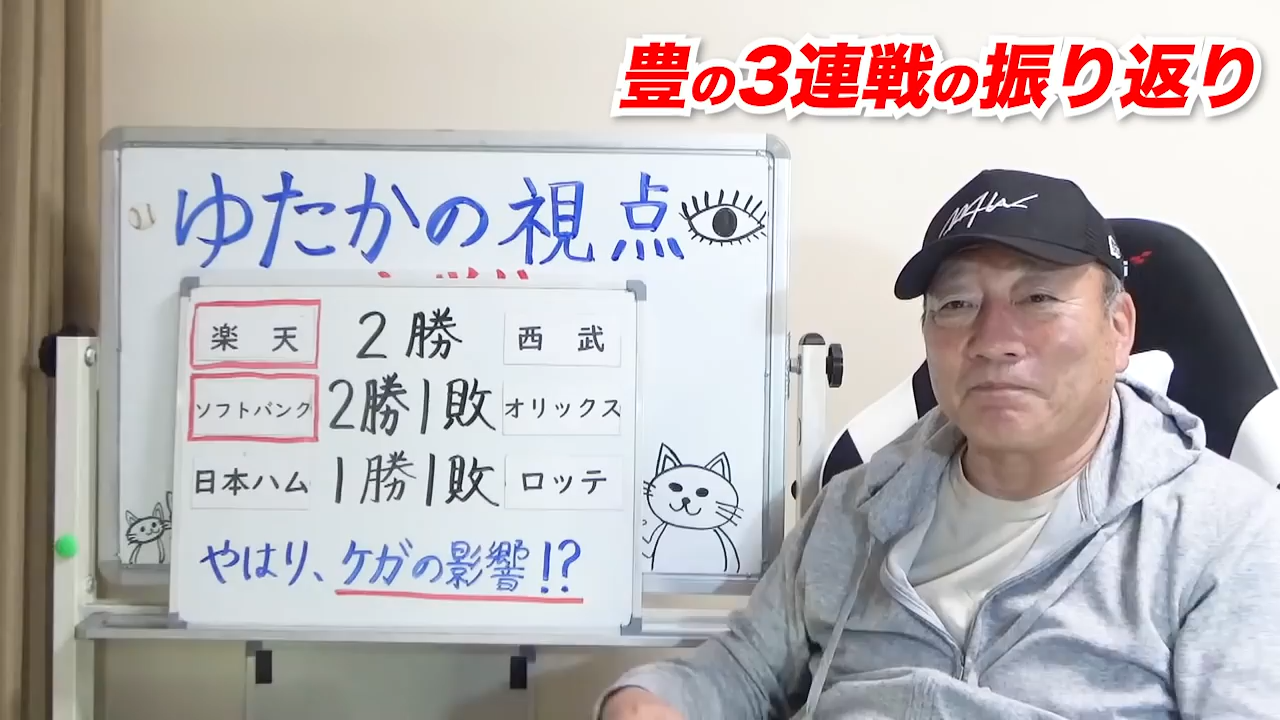 豊の3連戦の振り返り
ゆたかの視点
楽天 2勝 西武
ソフトバンク 2勝1敗 オリックス
日本ハム 1勝1敗 ロッテ
やはり、ケガの影響!?